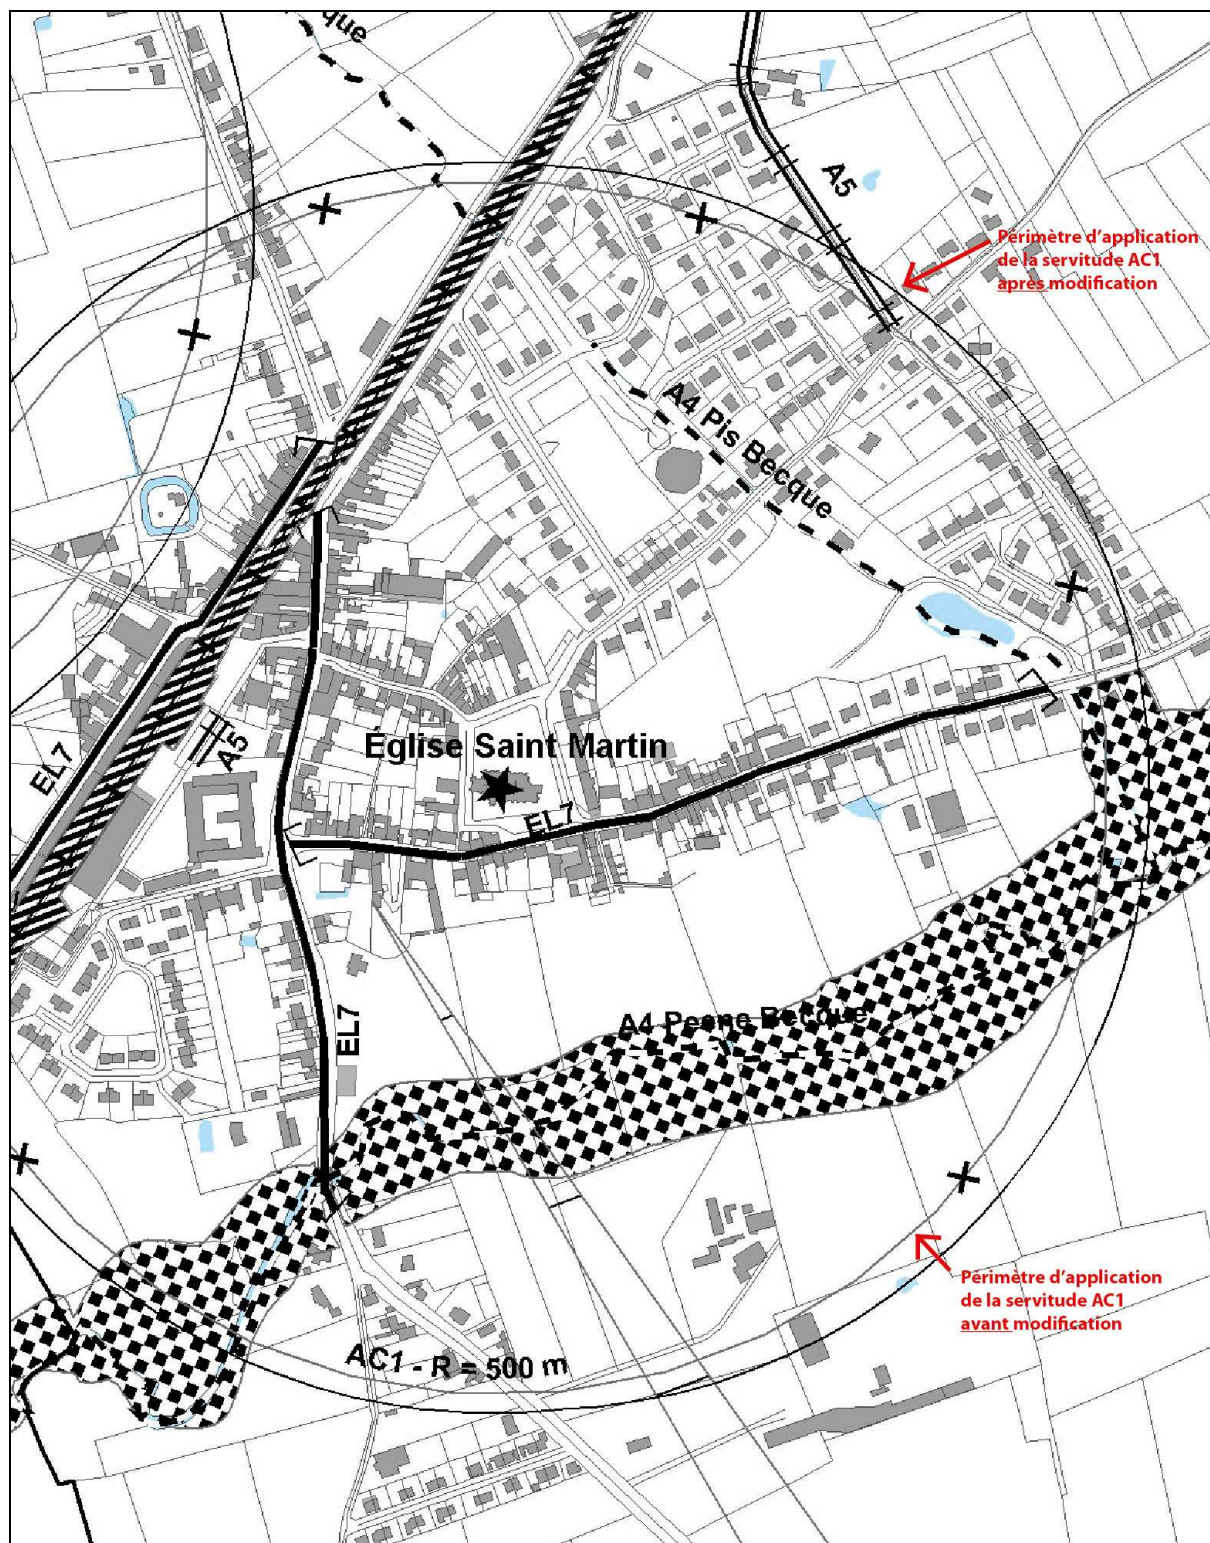 que
A5
Périmètre d'application
de la servitude AC1
après modification
A4 Pis Becque
EL7
A5
Église Saint Martin
EL7
EL7
A4 Peene Becque
Périmètre d'application
de la servitude AC1
avant modification
AC1 - R = 500 m